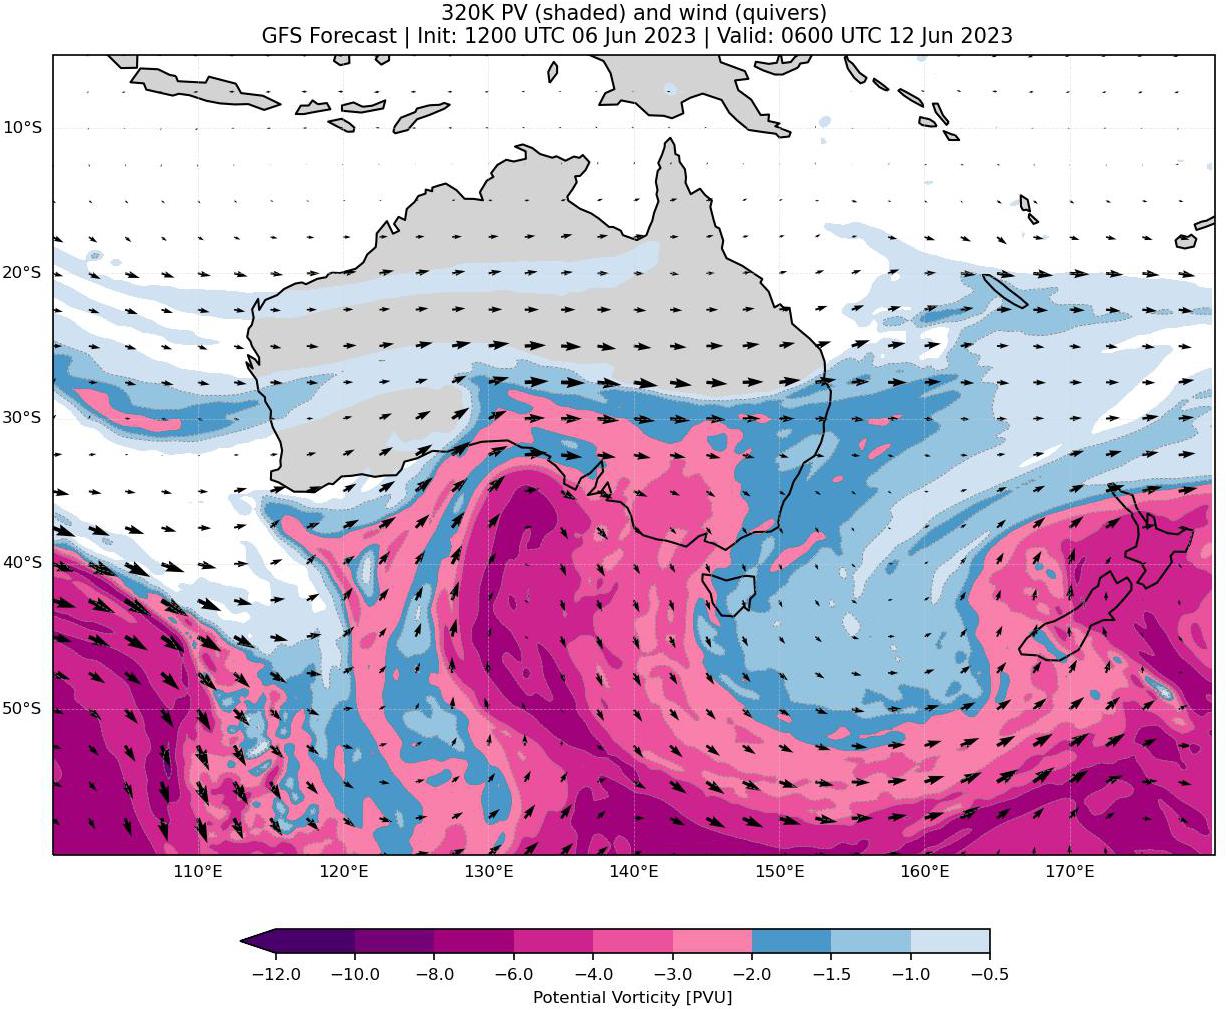 320K PV (shaded) and wind (quivers)
GFS Forecast | Init: 1200 UTC 06 Jun 2023 | Valid: 0600 UTC 12 Jun 2023
10°S
20°S
30°S
40°S
50°S
110°E 120°E 130°E 140°E 150°E 160°E 170°E
−12.0 −10.0 −8.0 −6.0 −4.0 −3.0 −2.0 −1.5 −1.0 −0.5
Potential Vorticity [PVU]